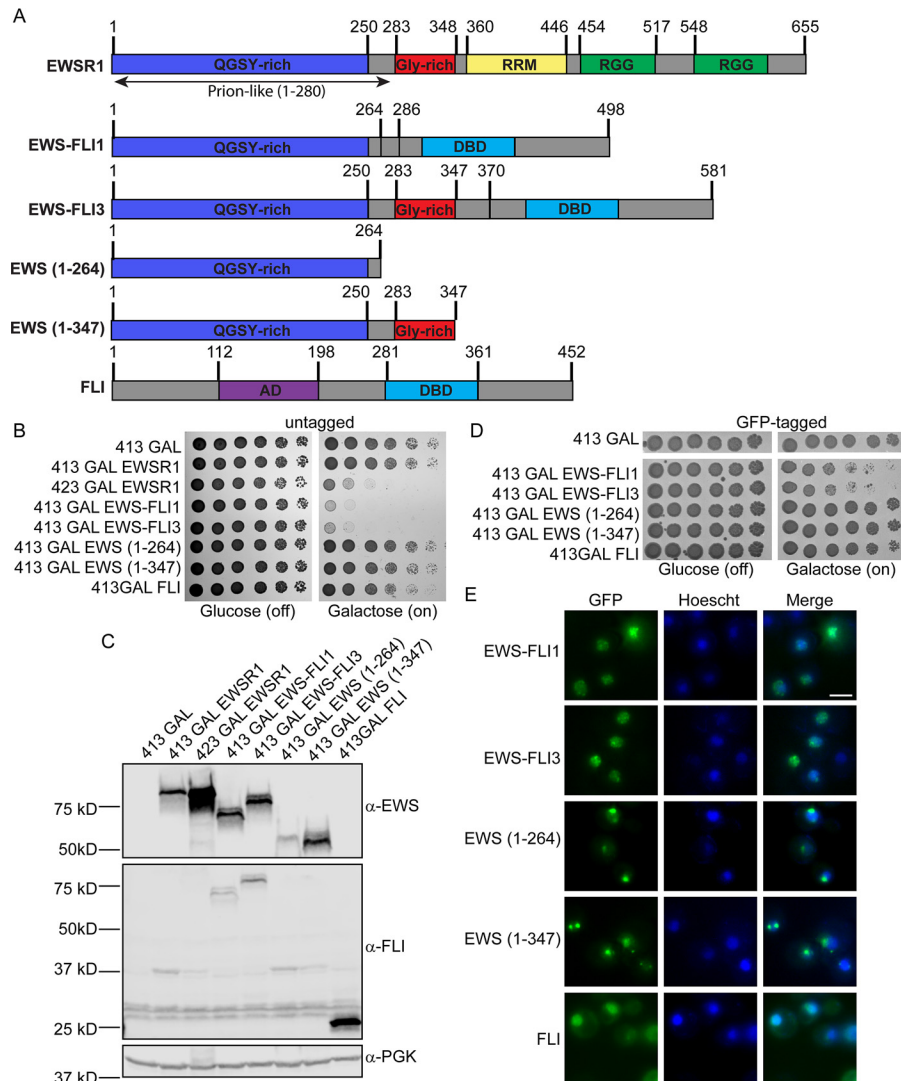 A
1 250 283 348 360 446 454 517 548 655
EWSR1 QGSY-rich Gly-rich RRM RGG RGG
Prion-like (1-280)
1 264 286 498
EWS-FLI1 QGSY-rich DBD
1 250 283 347 370 581
EWS-FLI3 QGSY-rich Gly-rich DBD
1 264
EWS (1-264) QGSY-rich
1 250 283 347
EWS (1-347) QGSY-rich Gly-rich
1 112 198 281 361 452
FLI AD DBD
B
untagged
413 GAL
413 GAL EWSR1
423 GAL EWSR1
413 GAL EWS-FLI1
413 GAL EWS-FLI3
413 GAL EWS (1-264)
413 GAL EWS (1-347)
413GAL FLI
Glucose (off) Galactose (on)
C
413 GAL
413 GAL EWSR1
423 GAL EWSR1
413 GAL EWS-FLI1
413 GAL EWS-FLI3
413 GAL EWS (1-264)
413 GAL EWS (1-347)
413GAL FLI
75 kD
50kD
α-EWS
75 kD
50kD
37 kD
25 kD
α-FLI
37 kD
α-PGK
D
GFP-tagged
413 GAL
413 GAL EWS-FLI1
413 GAL EWS-FLI3
413 GAL EWS (1-264)
413 GAL EWS (1-347)
413GAL FLI
Glucose (off) Galactose (on)
E
GFP Hoescht Merge
EWS-FLI1
EWS-FLI3
EWS (1-264)
EWS (1-347)
FLI